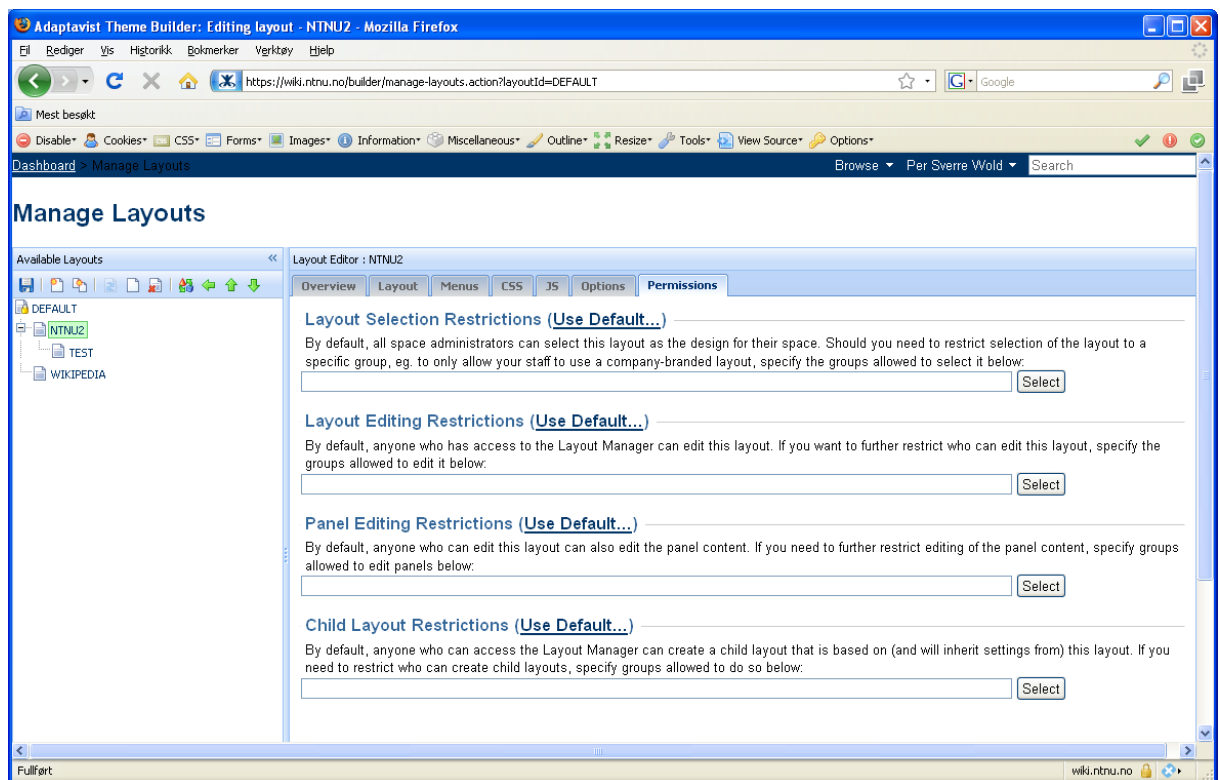 Adaptavist Theme Builder: Editing layout - NTNU2 - Mozilla Firefox
Fil Rediger Vis Historikk Bokmerker Verktøy Hjelp
https://wiki.ntnu.no/builder/manage-layouts.action?layoutId=DEFAULT G Google
Mest besøkt
Disable Cookies CSS Forms Images Information Miscellaneous Outline Resize Tools View Source Options
Dashboard > Manage Layouts Browse Per Sverre Wold Search
Manage Layouts
Available Layouts Layout Editor : NTNU2
Overview Layout Menus CSS JS Options Permissions
DEFAULT
NTNU2
TEST
WIKIPEDIA
Layout Selection Restrictions (Use Default...)
By default, all space administrators can select this layout as the design for their space. Should you need to restrict selection of the layout to a
specific group, eg. to only allow your staff to use a company-branded layout, specify the groups allowed to select it below:
Select
Layout Editing Restrictions (Use Default...)
By default, anyone who has access to the Layout Manager can edit this layout. If you want to further restrict who can edit this layout, specify the
groups allowed to edit it below:
Select
Panel Editing Restrictions (Use Default...)
By default, anyone who can edit this layout can also edit the panel content. If you need to further restrict editing of the panel content, specify groups
allowed to edit panels below:
Select
Child Layout Restrictions (Use Default...)
By default, anyone who can access the Layout Manager can create a child layout that is based on (and will inherit settings from) this layout. If you
need to restrict who can create child layouts, specify groups allowed to do so below:
Select
Fullført wiki.ntnu.no